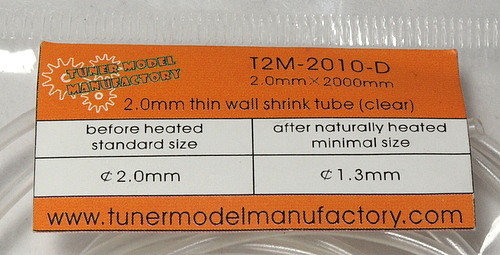 TUNER MODEL
MANUFACTORY
T2M-2010-D
2.0mm×2000mm
2.0mm thin wall shrink tube (clear)
before heated
standard size
after naturally heated
minimal size
¢2.0mm
¢1.3mm
www.tunermodelmanufactory.com